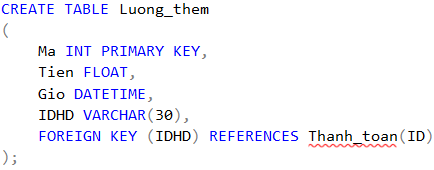 CREATE TABLE Luong_them
(
    Ma INT PRIMARY KEY,
    Tien FLOAT,
    Gio DATETIME,
    IDHD VARCHAR(30),
    FOREIGN KEY (IDHD) REFERENCES Thanh_toan(ID)
);